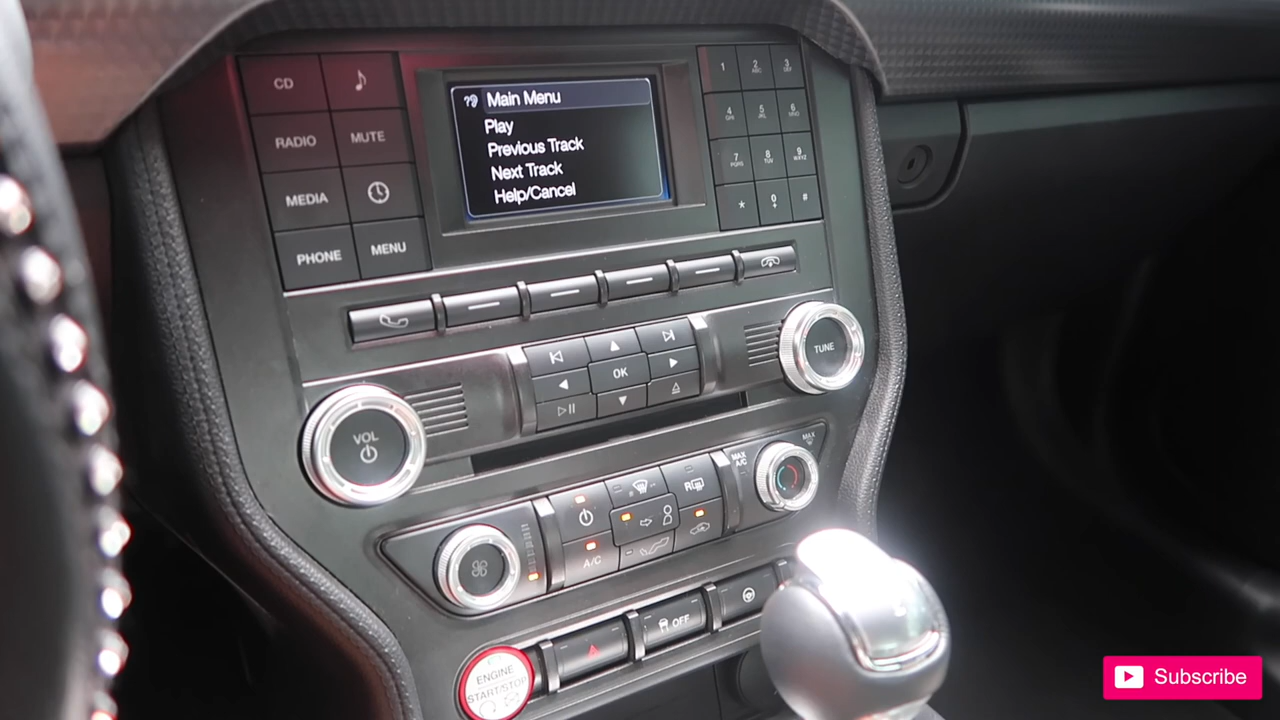 CD
RADIO
MUTE
MEDIA
PHONE
MENU
Main Menu
Play
Previous Track
Next Track
Help/Cancel
1
2 ABC
3 DEF
4 GHI
5 JKL
6 MNO
7 PQRS
8 TUV
9 WXYZ
*
0 +
#
OK
TUNE
VOL
MAX A/C
MAX
R
A/C
OFF
ENGINE
START/STOP
Subscribe